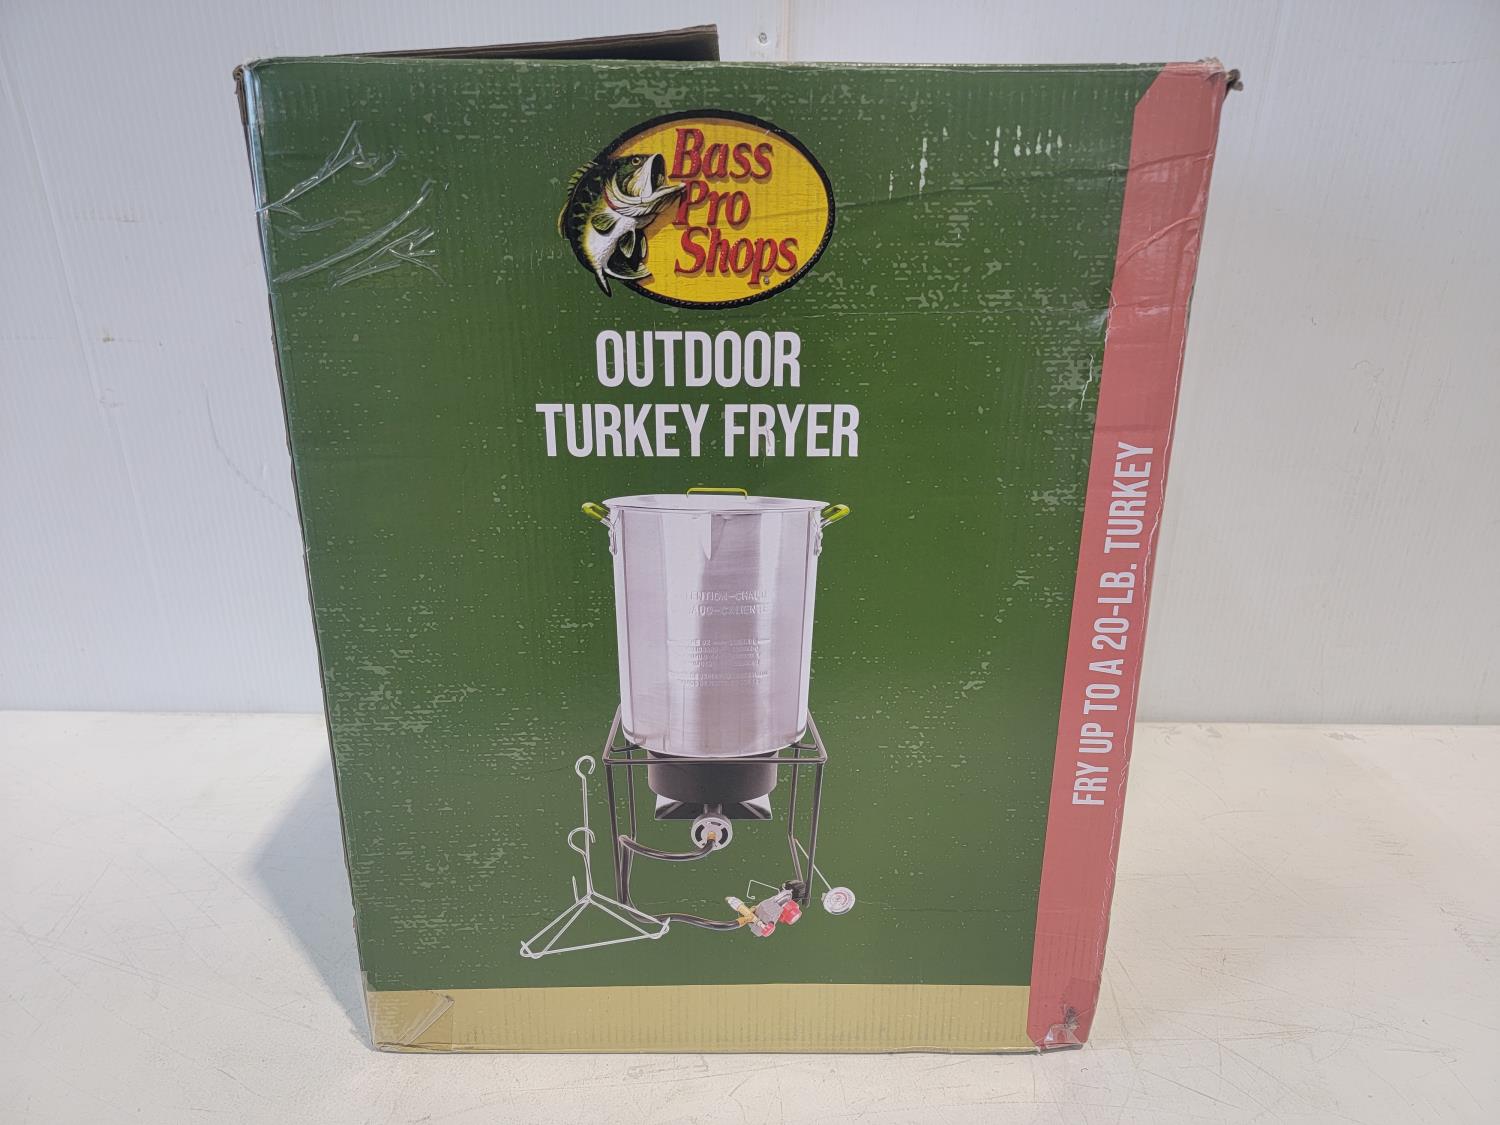 Bass
Pro
Shops
OUTDOOR
TURKEY FRYER
FRY UP TO A 20-LB. TURKEY